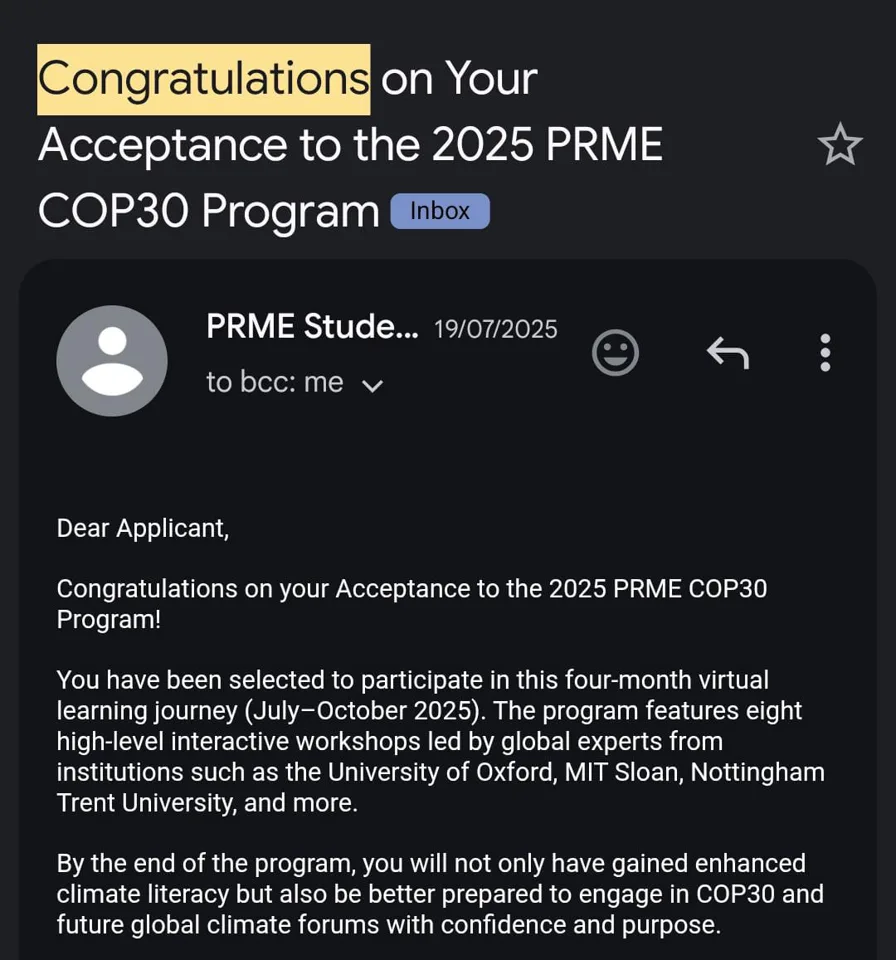 Congratulations on Your
Acceptance to the 2025 PRME
COP30 Program Inbox
PRME Stude... 19/07/2025
to bcc: me
Dear Applicant,
Congratulations on your Acceptance to the 2025 PRME COP30
Program!
You have been selected to participate in this four-month virtual
learning journey (July–October 2025). The program features eight
high-level interactive workshops led by global experts from
institutions such as the University of Oxford, MIT Sloan, Nottingham
Trent University, and more.
By the end of the program, you will not only have gained enhanced
climate literacy but also be better prepared to engage in COP30 and
future global climate forums with confidence and purpose.